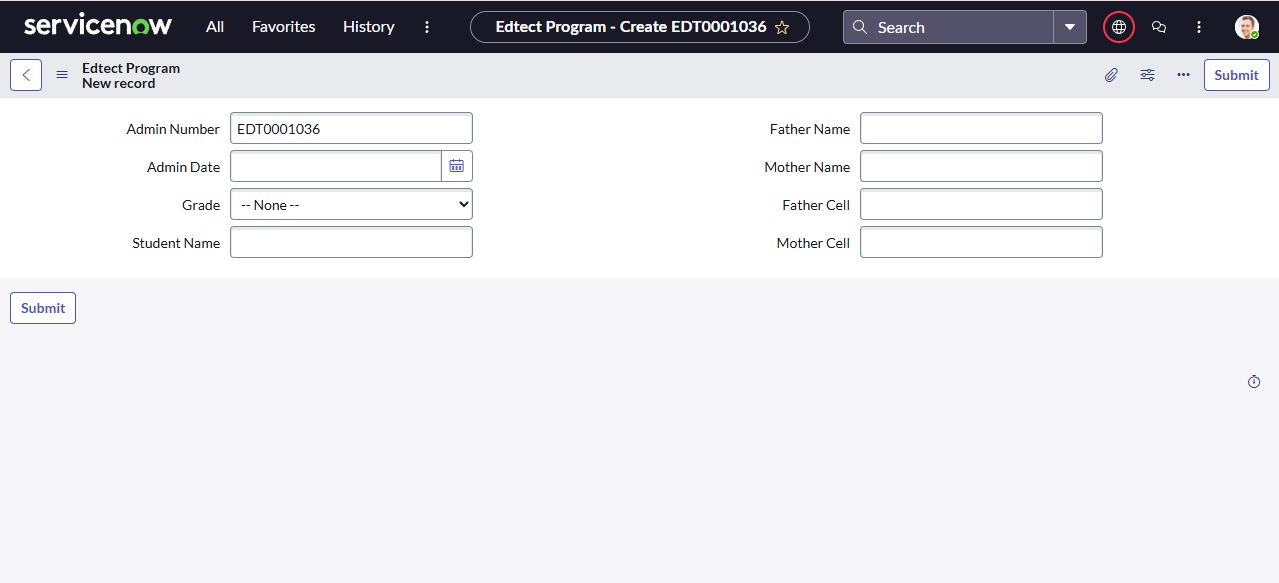 servicenow All Favorites History Edtect Program - Create EDT0001036 Search
Edtect Program
New record
Submit
Admin Number EDT0001036
Admin Date
Grade -- None --
Student Name
Father Name
Mother Name
Father Cell
Mother Cell
Submit